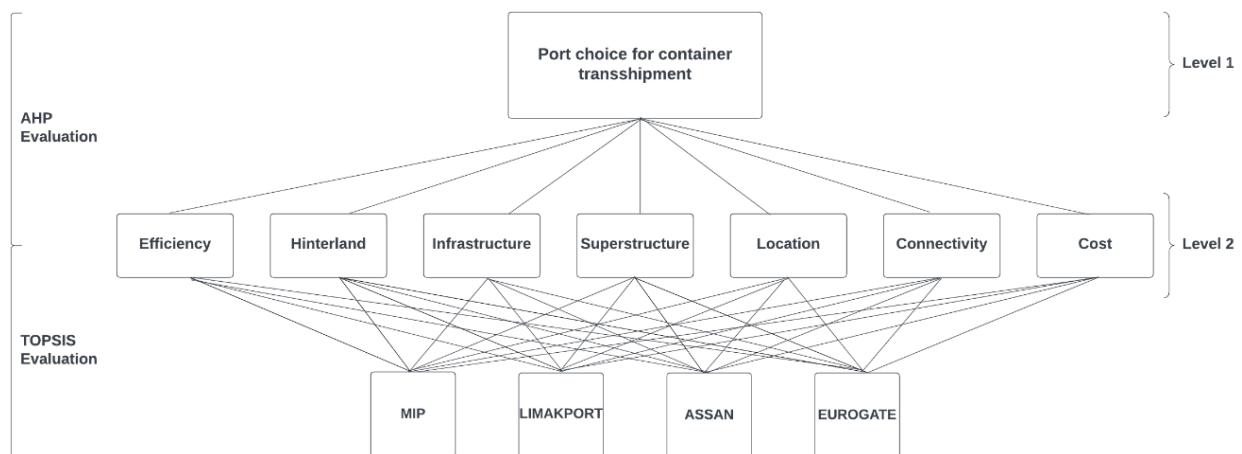 Port choice for container
transshipment
Level 1
AHP
Evaluation
Efficiency
Hinterland
Infrastructure
Superstructure
Location
Connectivity
Cost
Level 2
TOPSIS
Evaluation
MIP
LIMAKPORT
ASSAN
EUROGATE